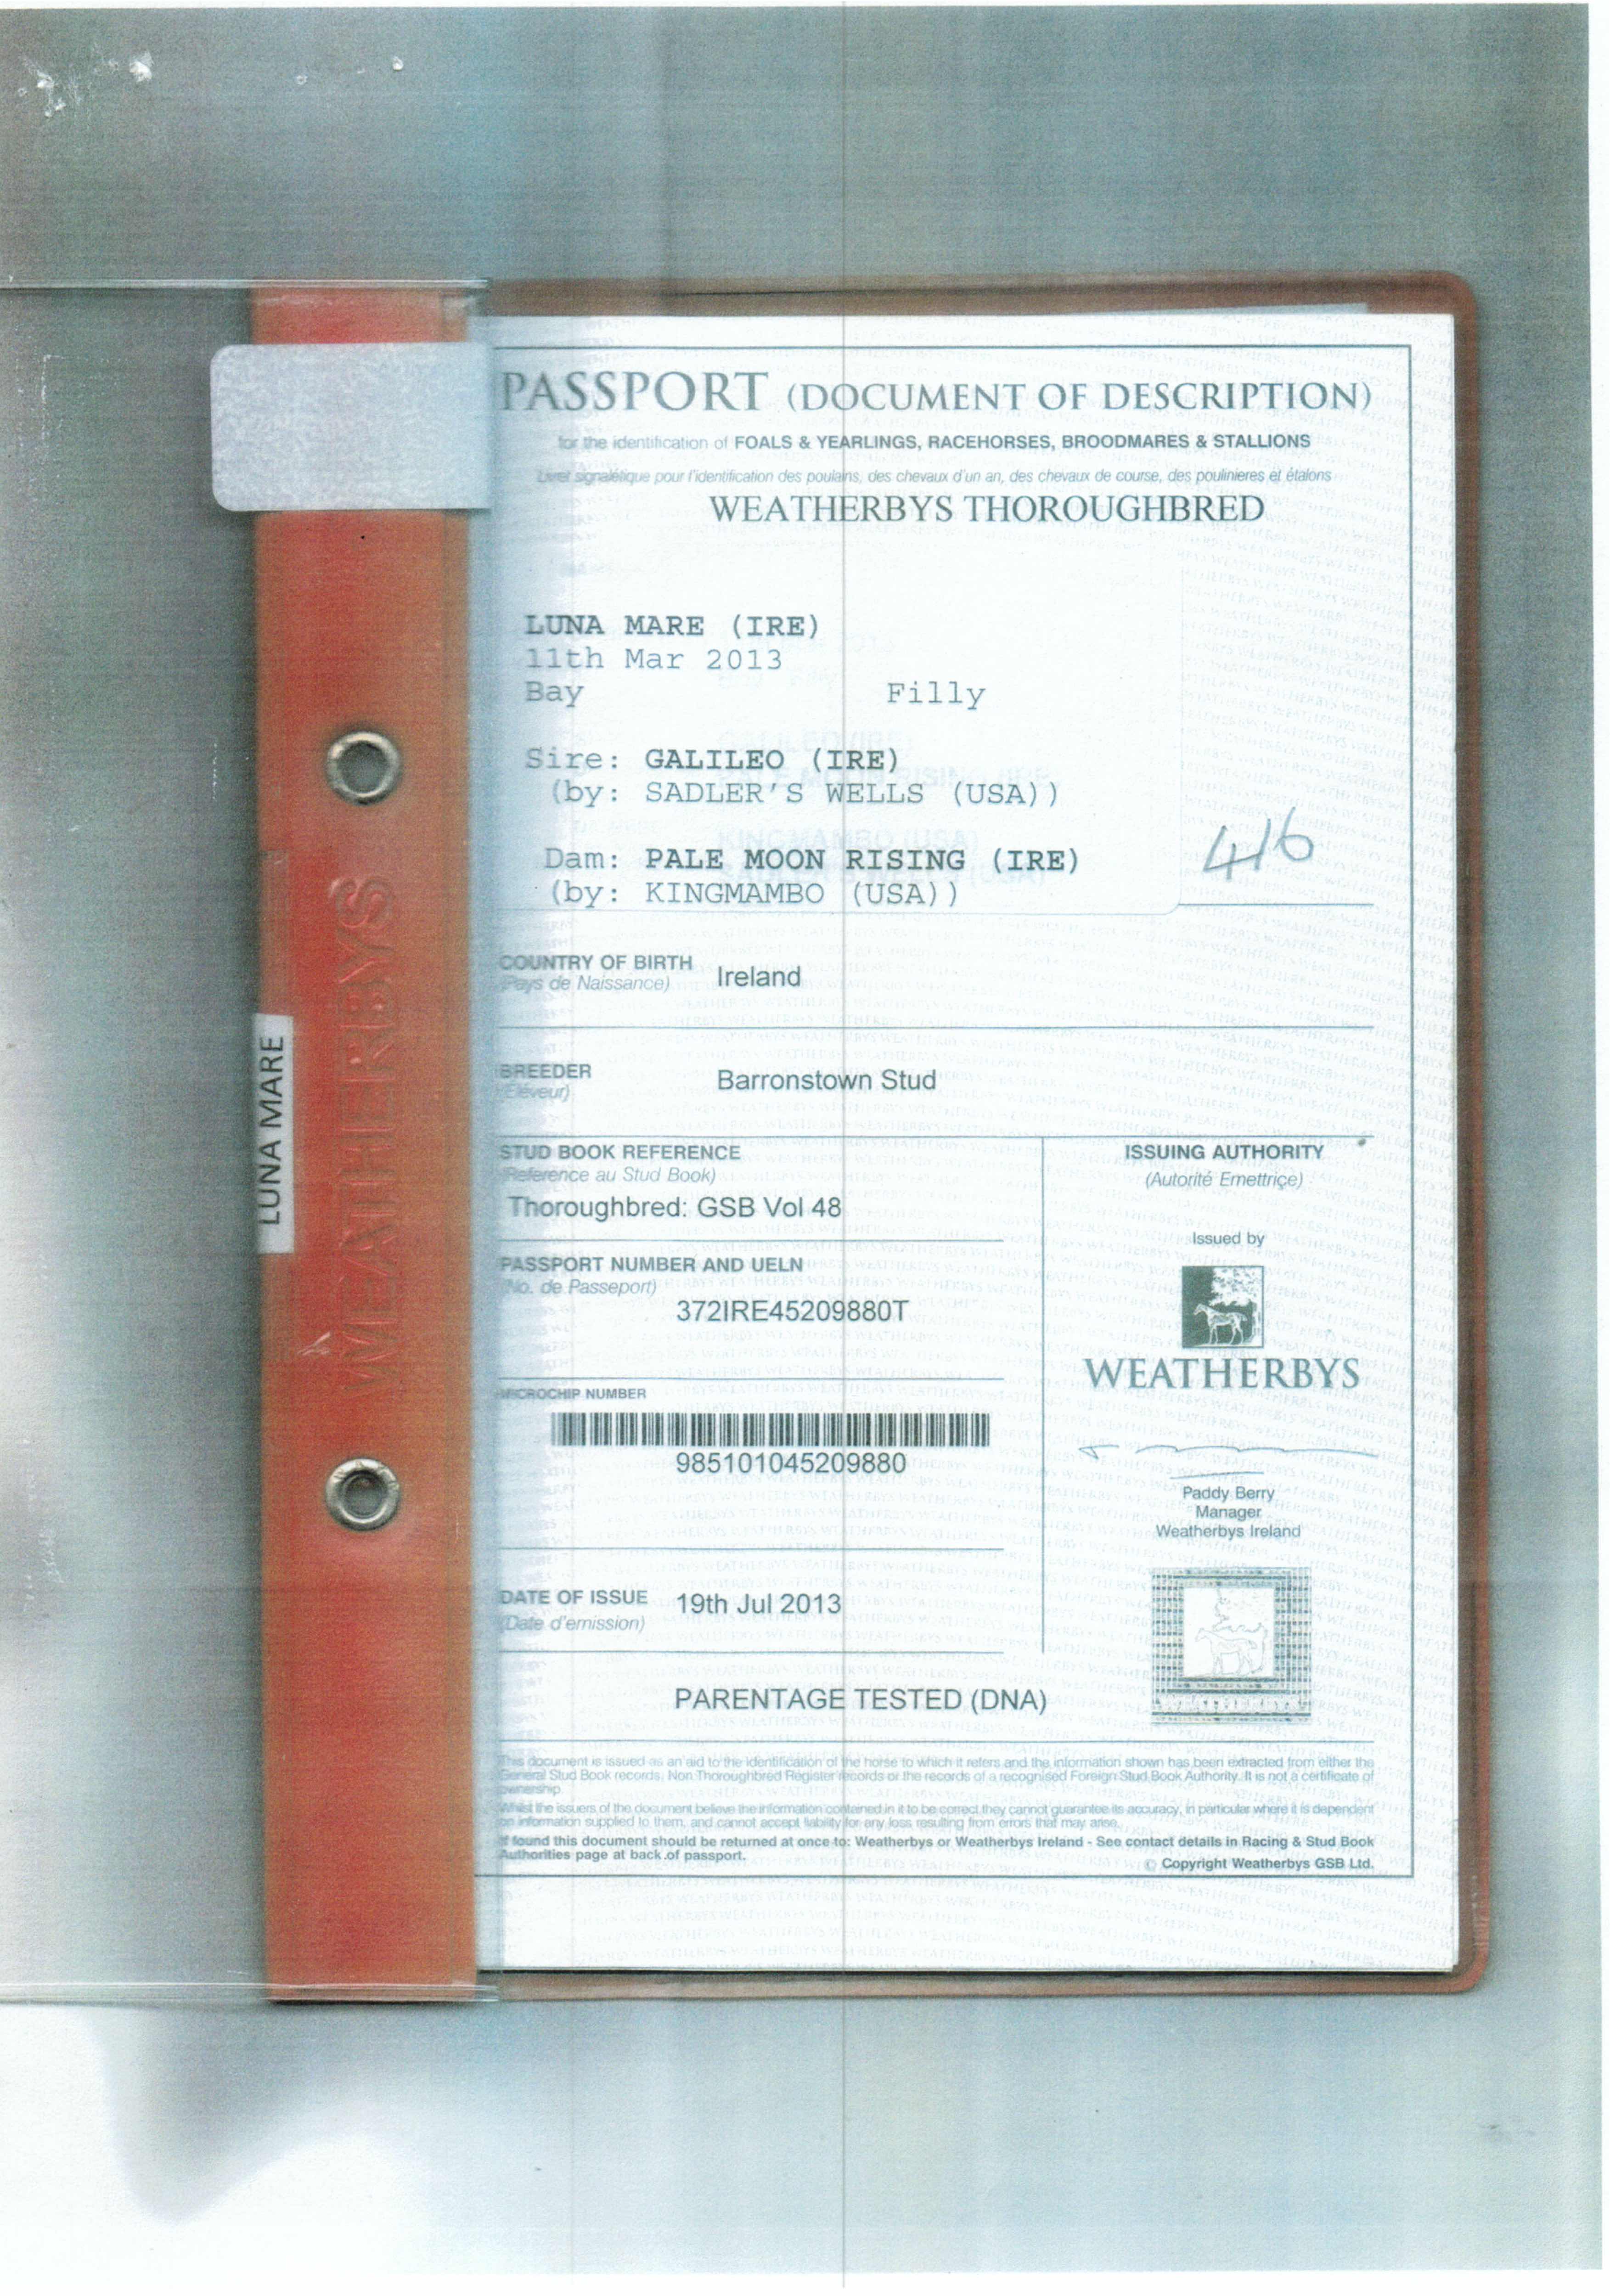 PASSPORT (DOCUMENT OF DESCRIPTION)
for the identification of FOALS & YEARLINGS, RACEHORSES, BROODMARES & STALLIONS
Livret signalétique pour l'identification des poulains, des chevaux d'un an, des chevaux de course, des poulinieres et étalons
WEATHERBYS THOROUGHBRED
LUNA MARE (IRE)
11th Mar 2013
Bay Filly
Sire: GALILEO (IRE)
(by: SADLER'S WELLS (USA))
Dam: PALE MOON RISING (IRE)
(by: KINGMAMBO (USA))
416
COUNTRY OF BIRTH
(Pays de Naissance)
Ireland
BREEDER
(Eleveur)
Barronstown Stud
STUD BOOK REFERENCE
(Reference au Stud Book)
Thoroughbred: GSB Vol 48
PASSPORT NUMBER AND UELN
(No. de Passeport)
372IRE45209880T
MICROCHIP NUMBER
985101045209880
DATE OF ISSUE
(Date d'emission)
19th Jul 2013
PARENTAGE TESTED (DNA)
ISSUING AUTHORITY
(Autorité Emettriçe)
Issued by
WEATHERBYS
Paddy Berry
Manager
Weatherbys Ireland
WEATHERBYS
This document is issued as an aid to the identification of the horse to which it refers and the information shown has been extracted from either the
General Stud Book records, Non Thoroughbred Register records or the records of a recognised Foreign Stud Book Authority. It is not a certificate of
ownership.
Whilst the issuers of the document believe the information contained in it to be correct they cannot guarantee its accuracy, in particular where it is dependent
on information supplied to them, and cannot accept liability for any loss resulting from errors that may arise.
If found this document should be returned at once to: Weatherbys or Weatherbys Ireland - See contact details in Racing & Stud Book
Authorities page at back of passport.
© Copyright Weatherbys GSB Ltd.
LUNA MARE
WEATHERBYS